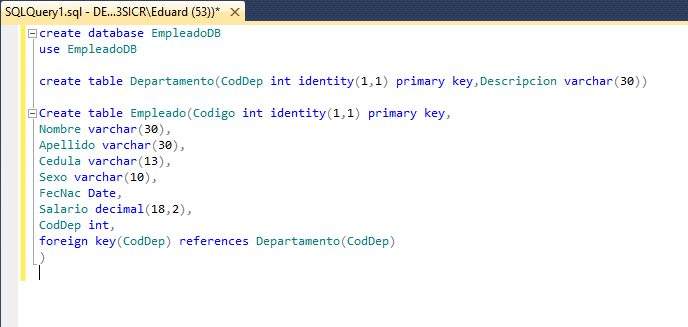 SQLQuery1.sql - DE...3SICR\Eduard (53))*
create database EmpleadoDB
use EmpleadoDB
create table Departamento(CodDep int identity(1,1) primary key,Descripcion varchar(30))
Create table Empleado(Codigo int identity(1,1) primary key,
Nombre varchar(30),
Apellido varchar(30),
Cedula varchar(13),
Sexo varchar(10),
FecNac Date,
Salario decimal(18,2),
CodDep int,
foreign key(CodDep) references Departamento(CodDep)
)